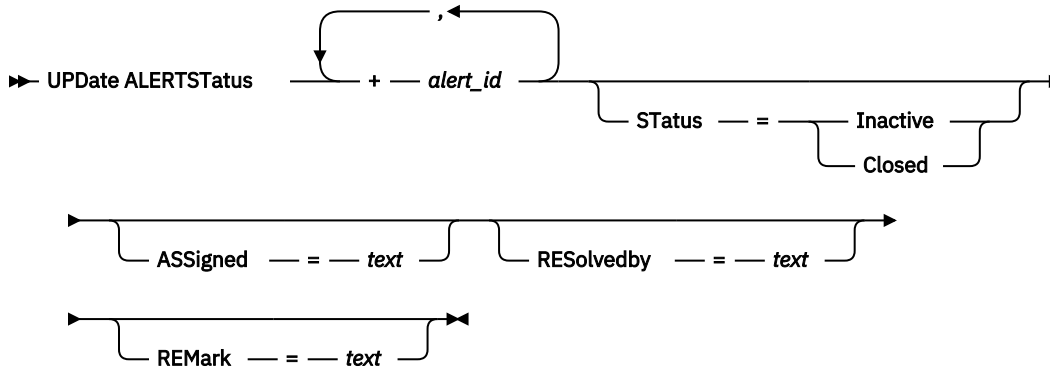 ,
UPDate ALERTSTatus + alert_id
STatus = Inactive
Closed
ASSigned = text RESolvedby = text
REMark = text